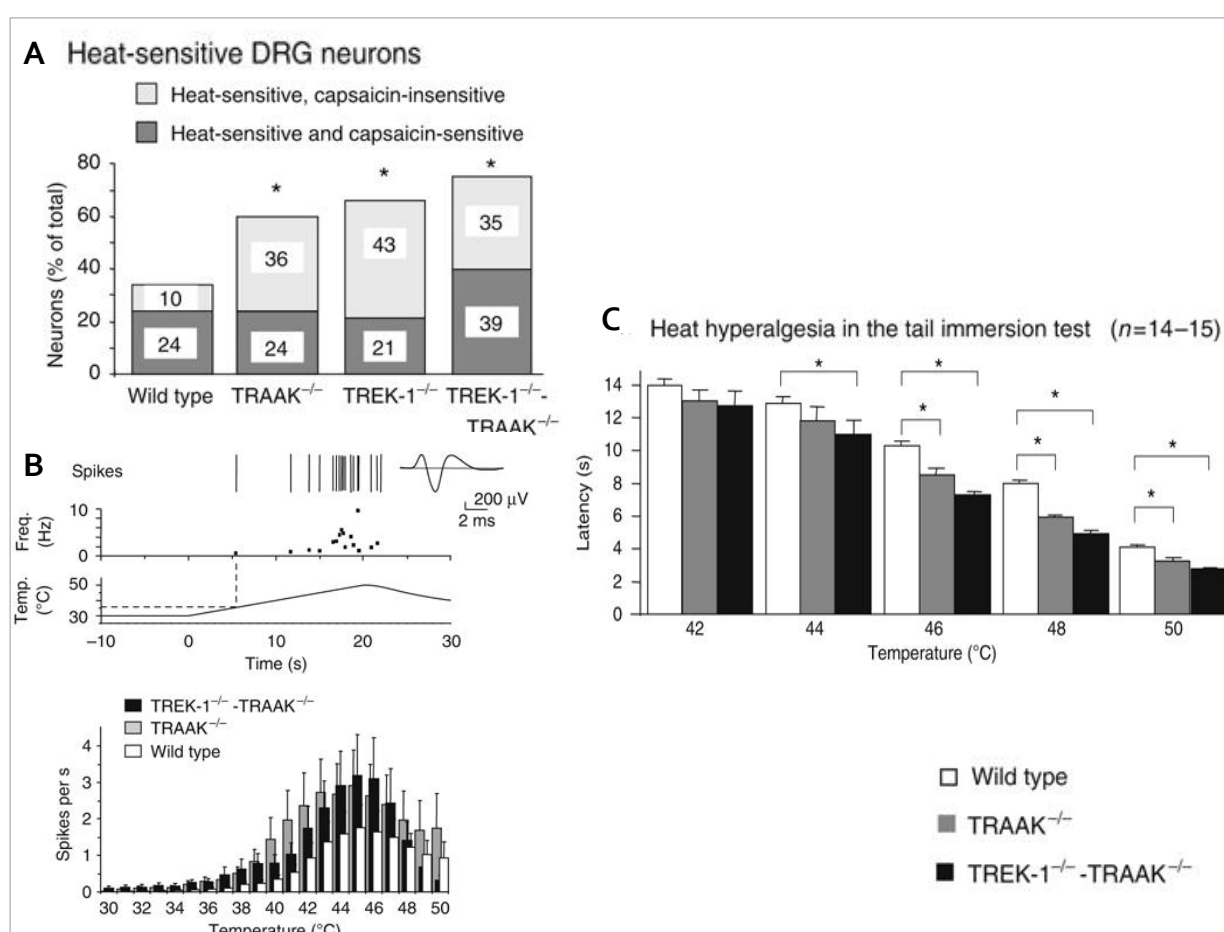 A Heat-sensitive DRG neurons
Heat-sensitive, capsaicin-insensitive
Heat-sensitive and capsaicin-sensitive
Neurons (% of total)
80
60
40
20
0
* * *
10 36 43 35
24 24 21 39
Wild type TRAAK−/− TREK-1−/− TREK-1−/−-
TRAAK−/−
B
Spikes
200 µV
2 ms
Freq.
(Hz)
10
0
Temp.
(°C)
50
30
−10 0 10 20 30
Time (s)
TREK-1−/− -TRAAK−/−
TRAAK−/−
Wild type
Spikes per s
4
3
2
1
0
30 32 34 36 38 40 42 44 46 48 50
Temperature (°C)
C Heat hyperalgesia in the tail immersion test (n=14–15)
Latency (s)
14
12
10
8
6
4
2
0
* * * * * * *
42 44 46 48 50
Temperature (°C)
Wild type
TRAAK−/−
TREK-1−/− -TRAAK−/−